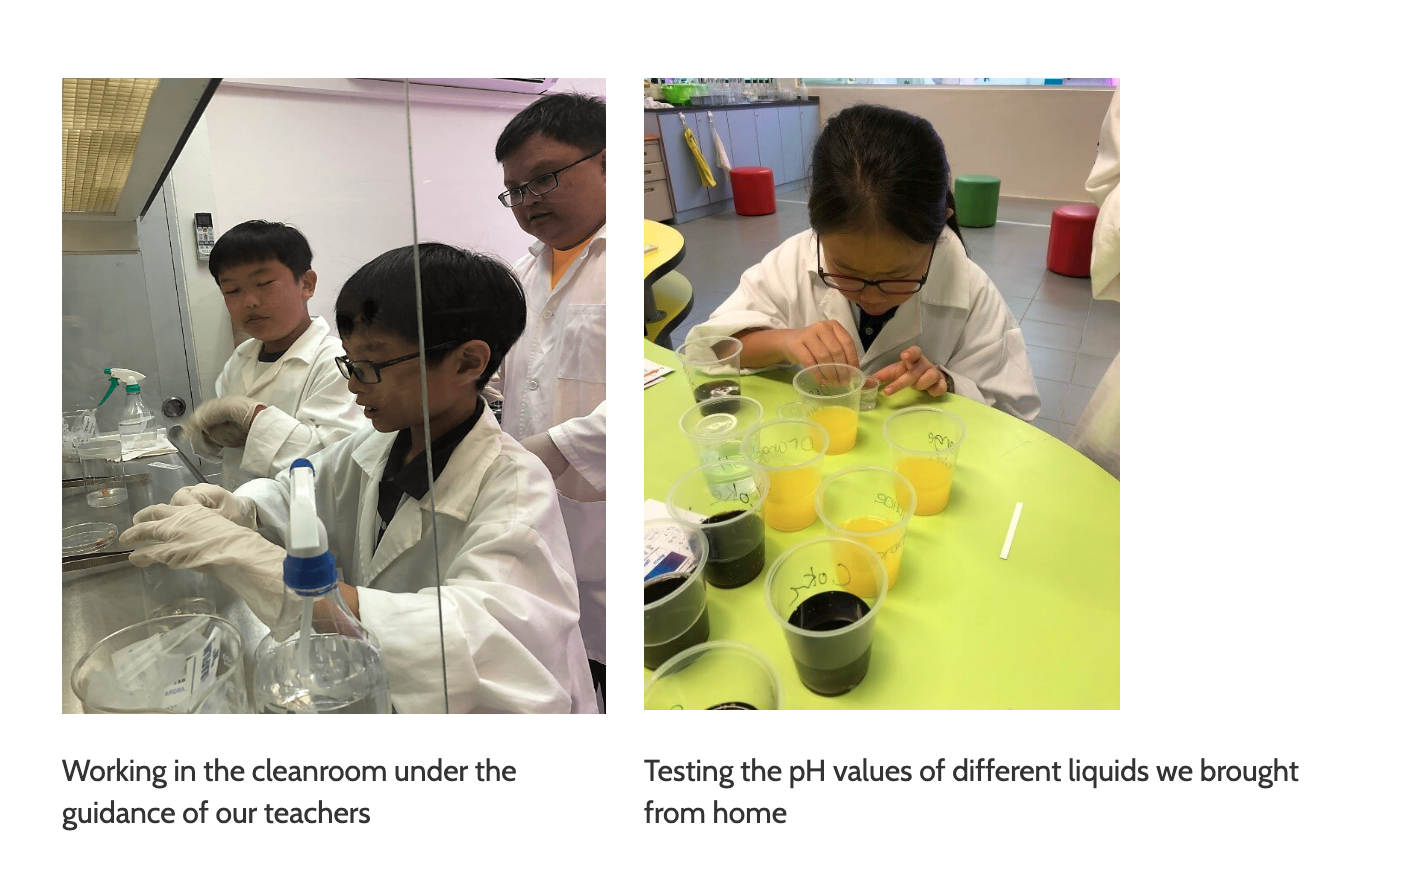 Coke
Working in the cleanroom under the
guidance of our teachers
Testing the pH values of different liquids we brought
from home